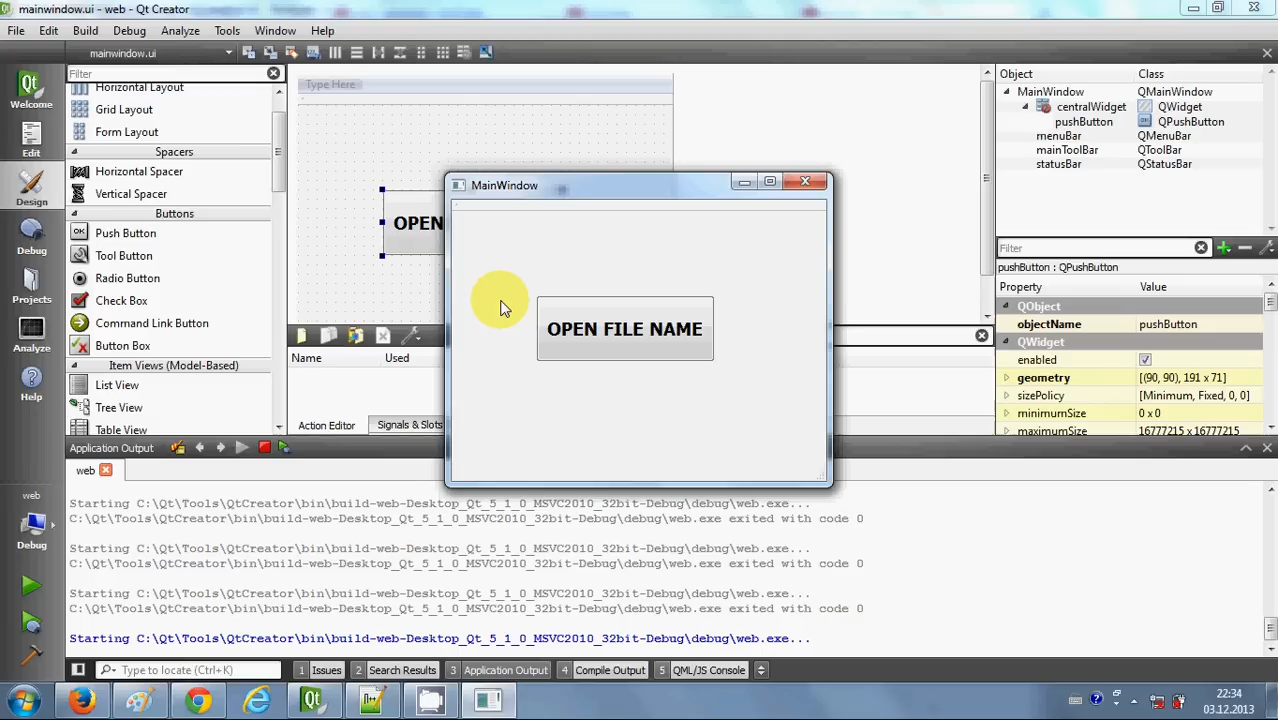 mainwindow.ui - web - Qt Creator
File Edit Build Debug Analyze Tools Window Help
mainwindow.ui
Welcome
Edit
Design
Debug
Projects
Analyze
Help
web
Debug
Filter
Horizontal Layout
Grid Layout
Form Layout
Spacers
Horizontal Spacer
Vertical Spacer
Buttons
Push Button
Tool Button
Radio Button
Check Box
Command Link Button
Button Box
Item Views (Model-Based)
List View
Tree View
Table View
Type Here
OPEN
Name Used
Action Editor Signals & Slots
MainWindow
OPEN FILE NAME
Object Class
MainWindow QMainWindow
centralWidget QWidget
pushButton QPushButton
menuBar QMenuBar
mainToolBar QToolBar
statusBar QStatusBar
Filter
pushButton : QPushButton
Property Value
QObject
objectName pushButton
QWidget
enabled
geometry [(90, 90), 191 x 71]
sizePolicy [Minimum, Fixed, 0, 0]
minimumSize 0 x 0
maximumSize 16777215 x 16777215
Application Output
web
Starting C:\Qt\Tools\QtCreator\bin\build-web-Desktop_Qt_5_1_0_MSVC2010_32bit-Debug\debug\web.exe...
C:\Qt\Tools\QtCreator\bin\build-web-Desktop_Qt_5_1_0_MSVC2010_32bit-Debug\debug\web.exe exited with code 0
Starting C:\Qt\Tools\QtCreator\bin\build-web-Desktop_Qt_5_1_0_MSVC2010_32bit-Debug\debug\web.exe...
C:\Qt\Tools\QtCreator\bin\build-web-Desktop_Qt_5_1_0_MSVC2010_32bit-Debug\debug\web.exe exited with code 0
Starting C:\Qt\Tools\QtCreator\bin\build-web-Desktop_Qt_5_1_0_MSVC2010_32bit-Debug\debug\web.exe...
C:\Qt\Tools\QtCreator\bin\build-web-Desktop_Qt_5_1_0_MSVC2010_32bit-Debug\debug\web.exe exited with code 0
Starting C:\Qt\Tools\QtCreator\bin\build-web-Desktop_Qt_5_1_0_MSVC2010_32bit-Debug\debug\web.exe...
Type to locate (Ctrl+K) 1 Issues 2 Search Results 3 Application Output 4 Compile Output 5 QML/JS Console
22:34
03.12.2013